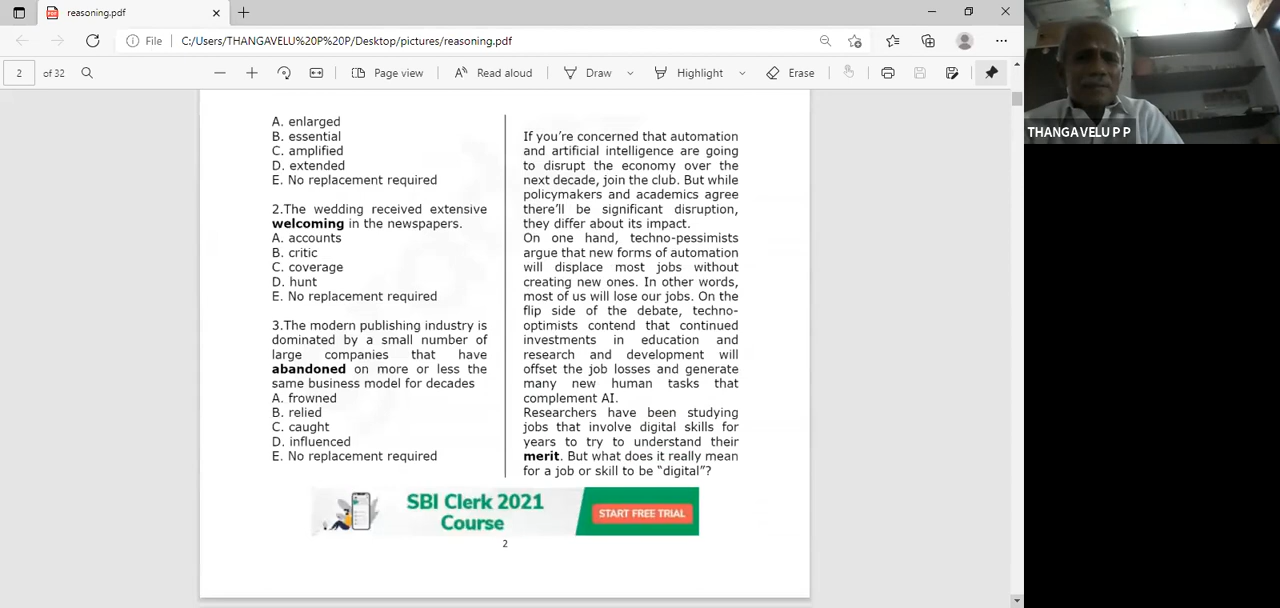 reasoning.pdf
File
C:/Users/THANGAVELU%20P%20P/Desktop/pictures/reasoning.pdf
2 of 32
Page view
Read aloud
Draw
Highlight
Erase
THANGAVELU P P
A. enlarged
B. essential
C. amplified
D. extended
E. No replacement required
2.The wedding received extensive
welcoming in the newspapers.
A. accounts
B. critic
C. coverage
D. hunt
E. No replacement required
3.The modern publishing industry is
dominated by a small number of
large companies that have
abandoned on more or less the
same business model for decades
A. frowned
B. relied
C. caught
D. influenced
E. No replacement required
If you're concerned that automation
and artificial intelligence are going
to disrupt the economy over the
next decade, join the club. But while
policymakers and academics agree
there'll be significant disruption,
they differ about its impact.
On one hand, techno-pessimists
argue that new forms of automation
will displace most jobs without
creating new ones. In other words,
most of us will lose our jobs. On the
flip side of the debate, techno-
optimists contend that continued
investments in education and
research and development will
offset the job losses and generate
many new human tasks that
complement AI.
Researchers have been studying
jobs that involve digital skills for
years to try to understand their
merit. But what does it really mean
for a job or skill to be "digital"?
SBI Clerk 2021
Course
START FREE TRIAL
2